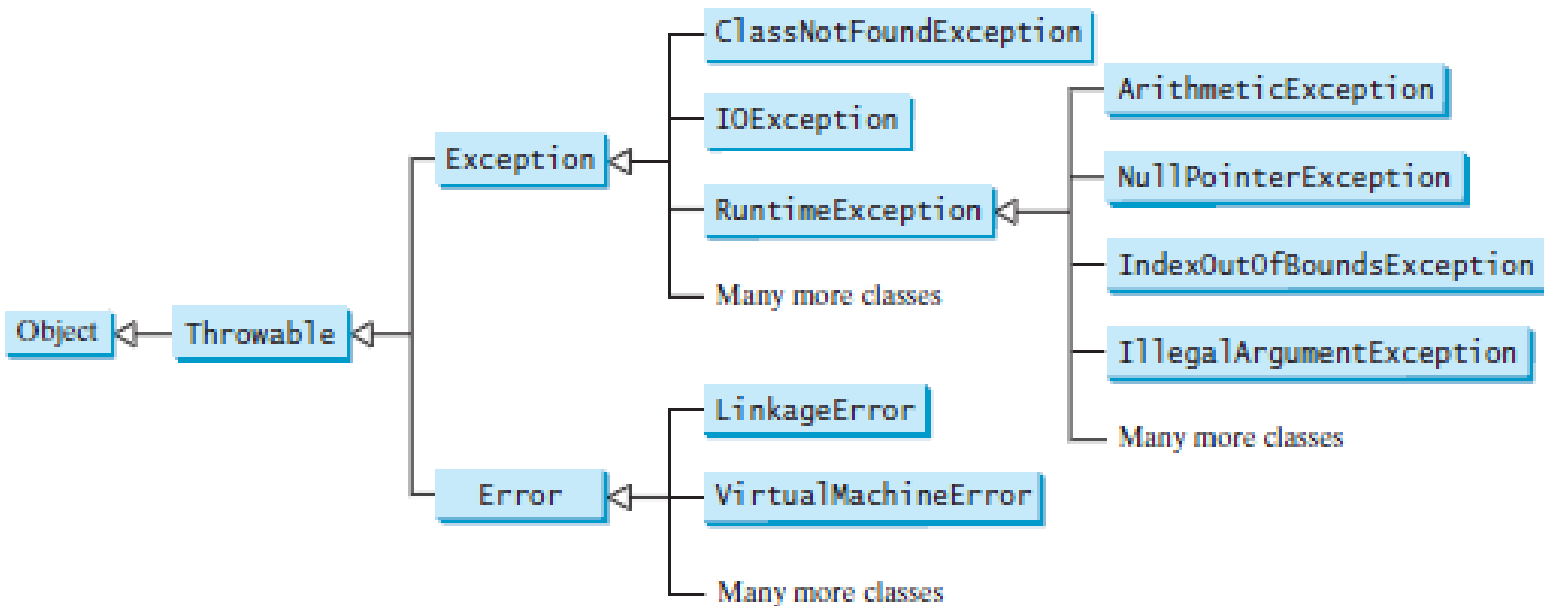 ClassNotFoundException
ArithmeticException
IOException
Exception
NullPointerException
RuntimeException
IndexOutOfBoundsException
Many more classes
Object
Throwable
IllegalArgumentException
LinkageError
Many more classes
Error
VirtualMachineError
Many more classes